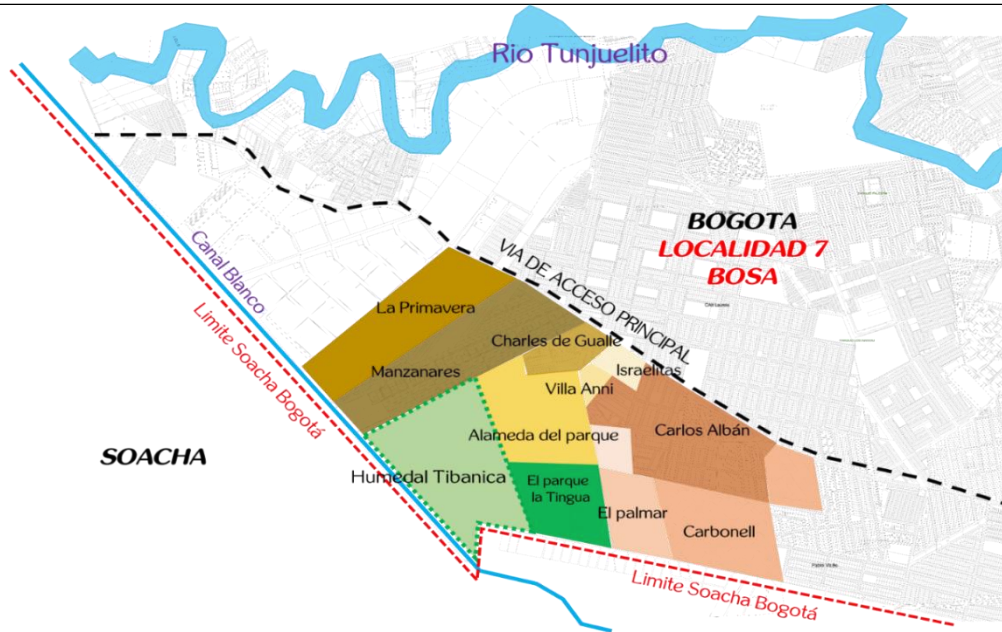 Rio Tunjuelito
BOGOTA
LOCALIDAD 7
BOSA
VIA DE ACCESO PRINCIPAL
Canal Blanco
Limite Soacha Bogotá
SOACHA
La Primavera
Charles de Gualle
Israelitas
Manzanares
Villa Anni
Alameda del parque
Carlos Albán
Humedal Tibanica
El parque
la Tingua
El palmar
Carbonell
Limite Soacha Bogotá